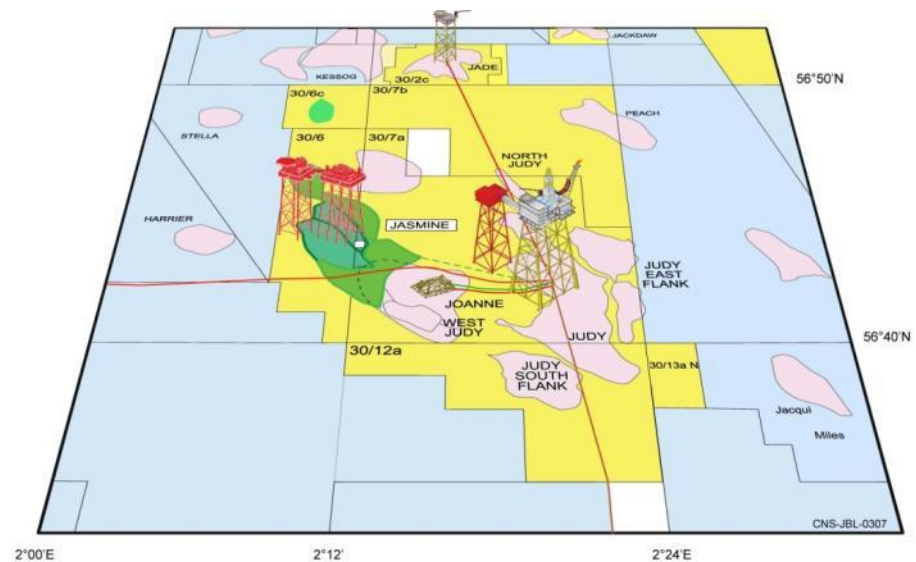 JACKDAW
JADE
KESSOG
30/2c
56°50'N
30/7b
30/6c
STELLA
PEACH
30/6
30/7a
NORTH
JUDY
HARRIER
JASMINE
JUDY
EAST
FLANK
JOANNE
WEST
JUDY
JUDY
56°40'N
30/12a
JUDY
SOUTH
FLANK
30/13a N
Jacqui
Miles
CNS-JBL-0307
2°00'E
2°12'
2°24'E